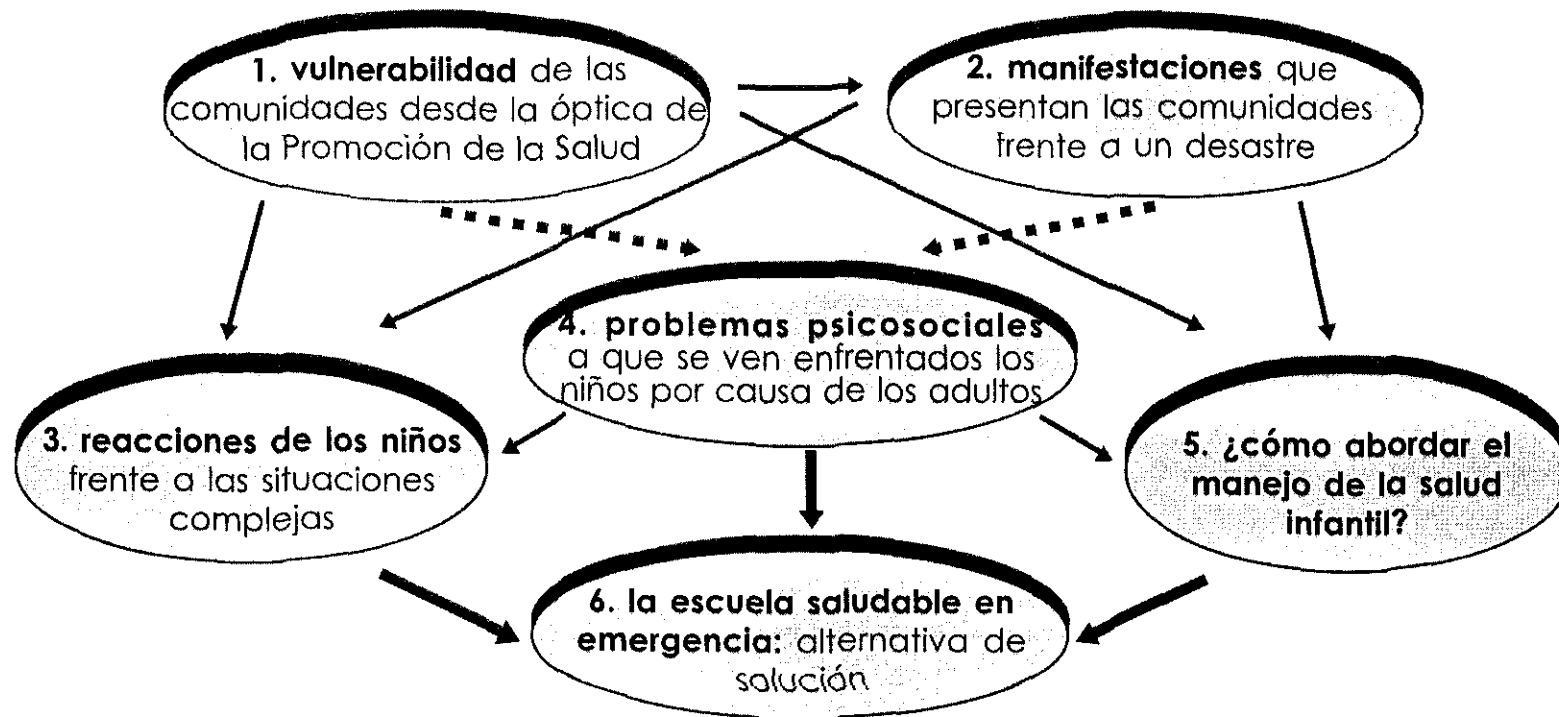 1. vulnerabilidad de las
comunidades desde la óptica de
la Promoción de la Salud
2. manifestaciones que
presentan las comunidades
frente a un desastre
4. problemas psicosociales
a que se ven enfrentados los
niños por causa de los adultos
3. reacciones de los niños
frente a las situaciones
complejas
5. ¿cómo abordar el
manejo de la salud
infantil?
6. la escuela saludable en
emergencia: alternativa de
solución